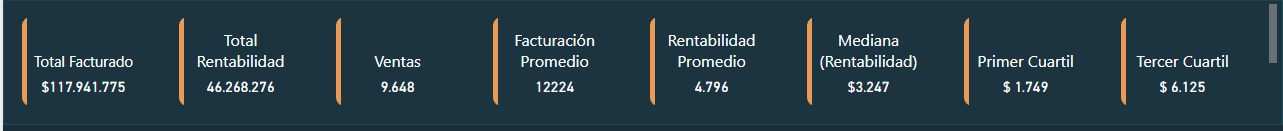 Total Facturado
$117.941.775
Total
Rentabilidad
46.268.276
Ventas
9.648
Facturación
Promedio
12224
Rentabilidad
Promedio
4.796
Mediana
(Rentabilidad)
$3.247
Primer Cuartil
$ 1.749
Tercer Cuartil
$ 6.125